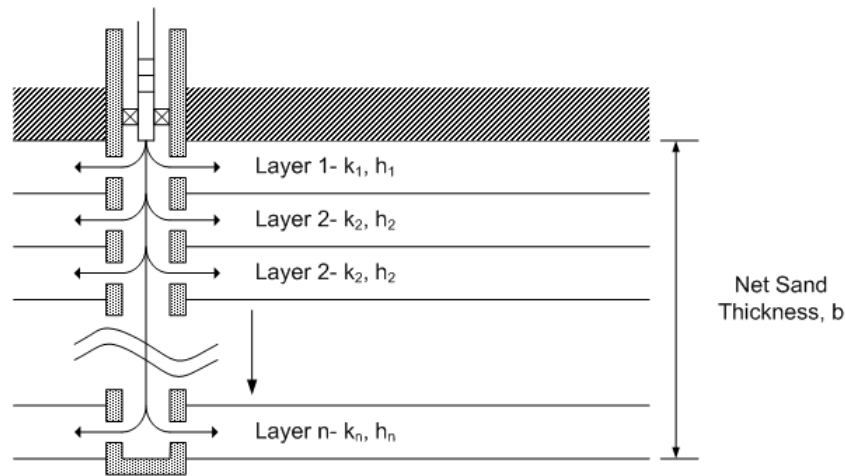 Layer 1- k₁, h₁
Layer 2- k₂, h₂
Layer 2- k₂, h₂
Net Sand
Thickness, b
Layer n- kₙ, hₙ